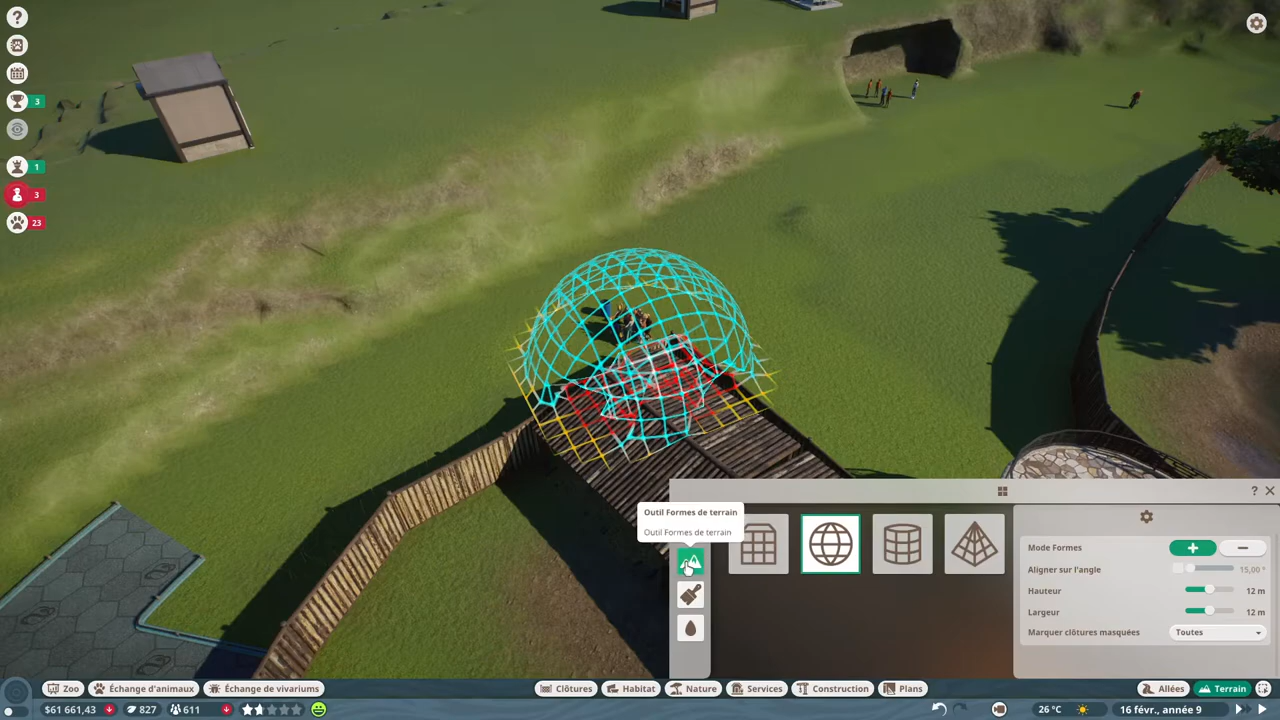 3
1
3
23
Outil Formes de terrain
Outil Formes de terrain
?
Mode Formes
Aligner sur l'angle 15,00 °
Hauteur 12 m
Largeur 12 m
Marquer clôtures masquées Toutes
Zoo Échange d'animaux Échange de vivariums Clôtures Habitat Nature Services Construction Plans Allées Terrain
$61 661,43 827 611 26 °C 16 févr., année 9